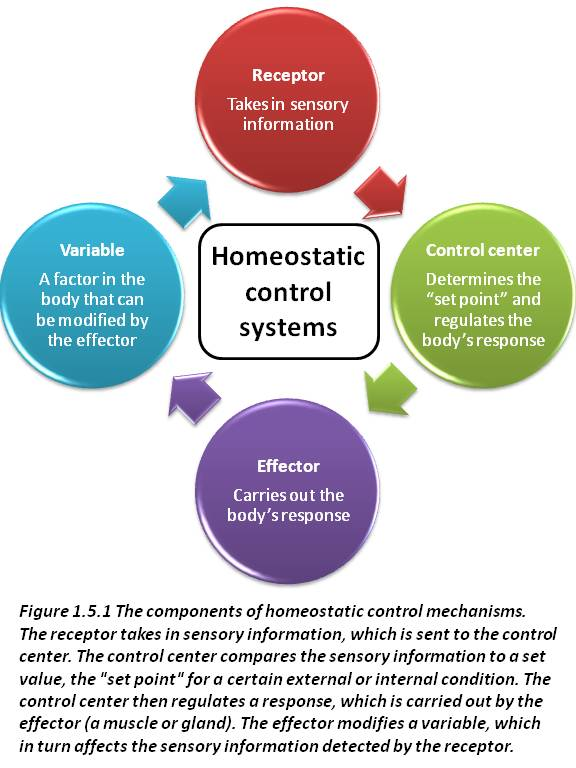 Receptor
Takes in sensory
information
Variable
A factor in the
body that can
be modified by
the effector
Homeostatic
control
systems
Control center
Determines the
“set point” and
regulates the
body’s response
Effector
Carries out the
body’s response
Figure 1.5.1 The components of homeostatic control mechanisms.
The receptor takes in sensory information, which is sent to the control
center. The control center compares the sensory information to a set
value, the "set point" for a certain external or internal condition. The
control center then regulates a response, which is carried out by the
effector (a muscle or gland). The effector modifies a variable, which
in turn affects the sensory information detected by the receptor.